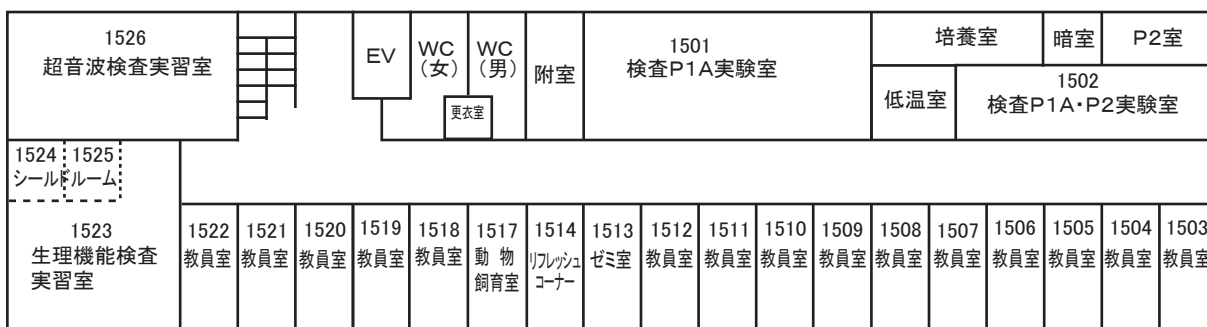 1526
超音波検査実習室
EV
WC
(女)
WC
(男)
更衣室
附室
1501
検査P1A実験室
培養室
暗室
P2室
低温室
1502
検査P1A・P2実験室
1524
1525
シールドルーム
1523
生理機能検査
実習室
1522
教員室
1521
教員室
1520
教員室
1519
教員室
1518
教員室
1517
動物
飼育室
1514
リフレッシュ
コーナー
1513
ゼミ室
1512
教員室
1511
教員室
1510
教員室
1509
教員室
1508
教員室
1507
教員室
1506
教員室
1505
教員室
1504
教員室
1503
教員室